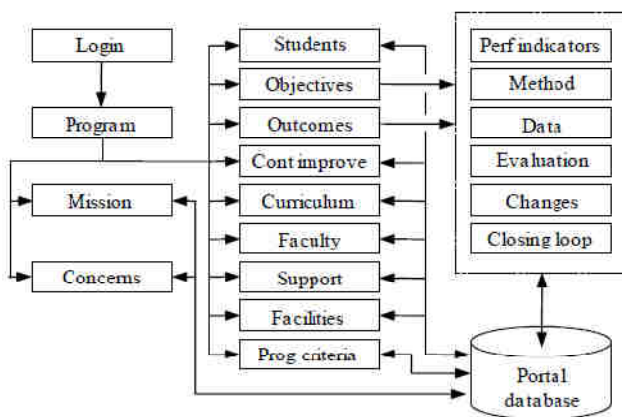 Login
Program
Mission
Concerns
Students
Objectives
Outcomes
Cont improve
Curriculum
Faculty
Support
Facilities
Prog criteria
Perf indicators
Method
Data
Evaluation
Changes
Closing loop
Portal
database